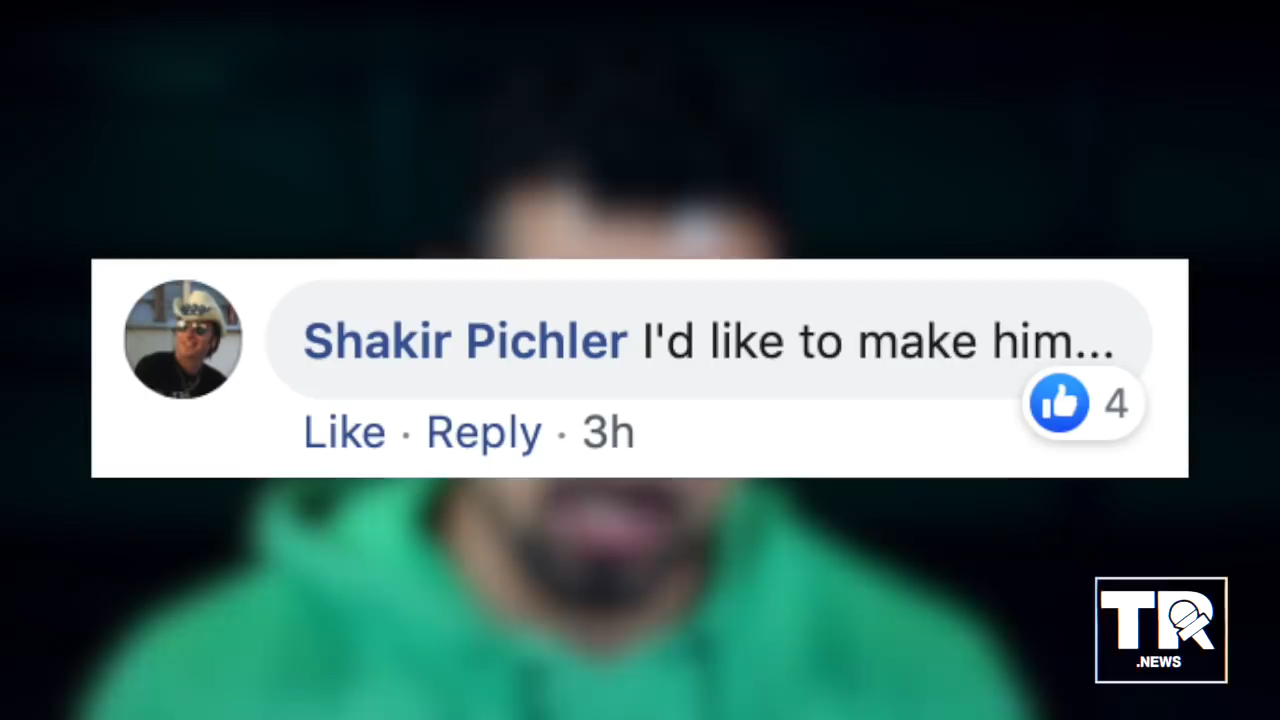 Shakir Pichler I'd like to make him...
4
Like · Reply · 3h
TR
.NEWS